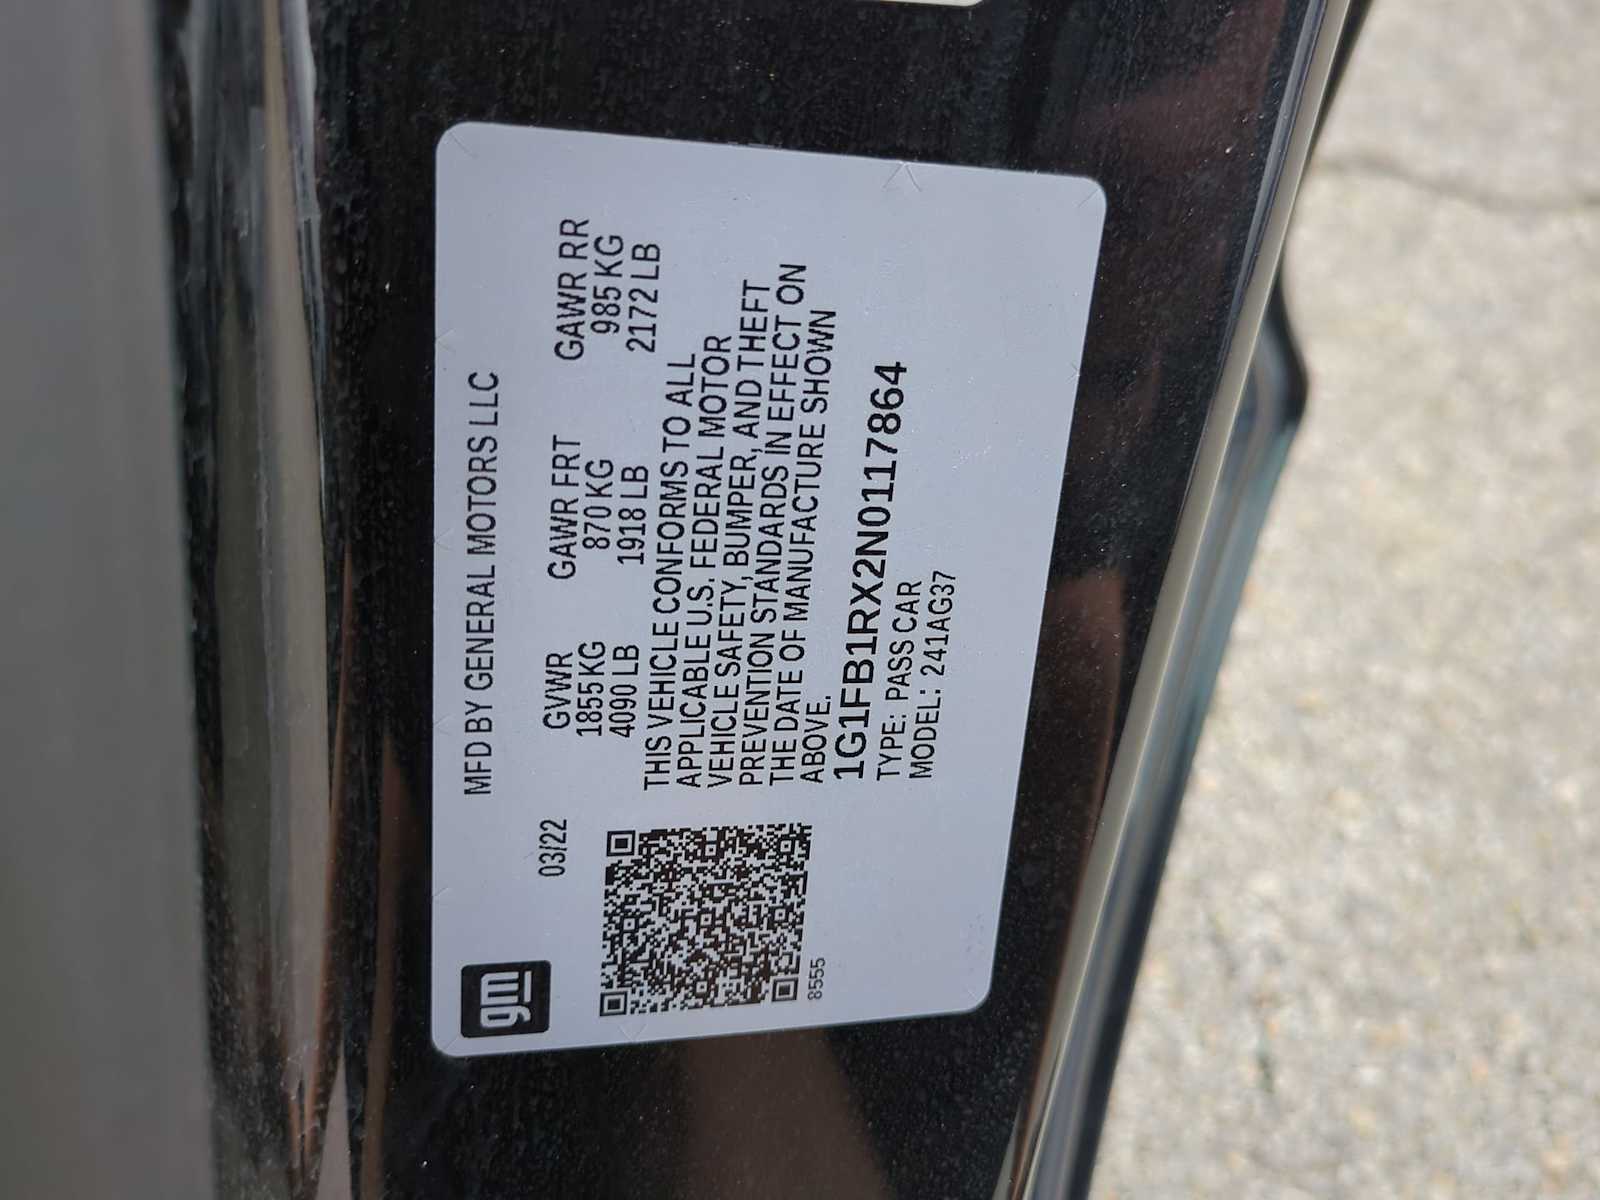 gm
MFD BY GENERAL MOTORS LLC
03/22
GVWR GAWR FRT GAWR RR
1855 KG 870 KG 985 KG
4090 LB 1918 LB 2172 LB
THIS VEHICLE CONFORMS TO ALL
APPLICABLE U.S. FEDERAL MOTOR
VEHICLE SAFETY, BUMPER, AND THEFT
PREVENTION STANDARDS IN EFFECT ON
THE DATE OF MANUFACTURE SHOWN
ABOVE.
1G1FB1RX2N0117864
TYPE: PASS CAR
MODEL: 241AG37
8555